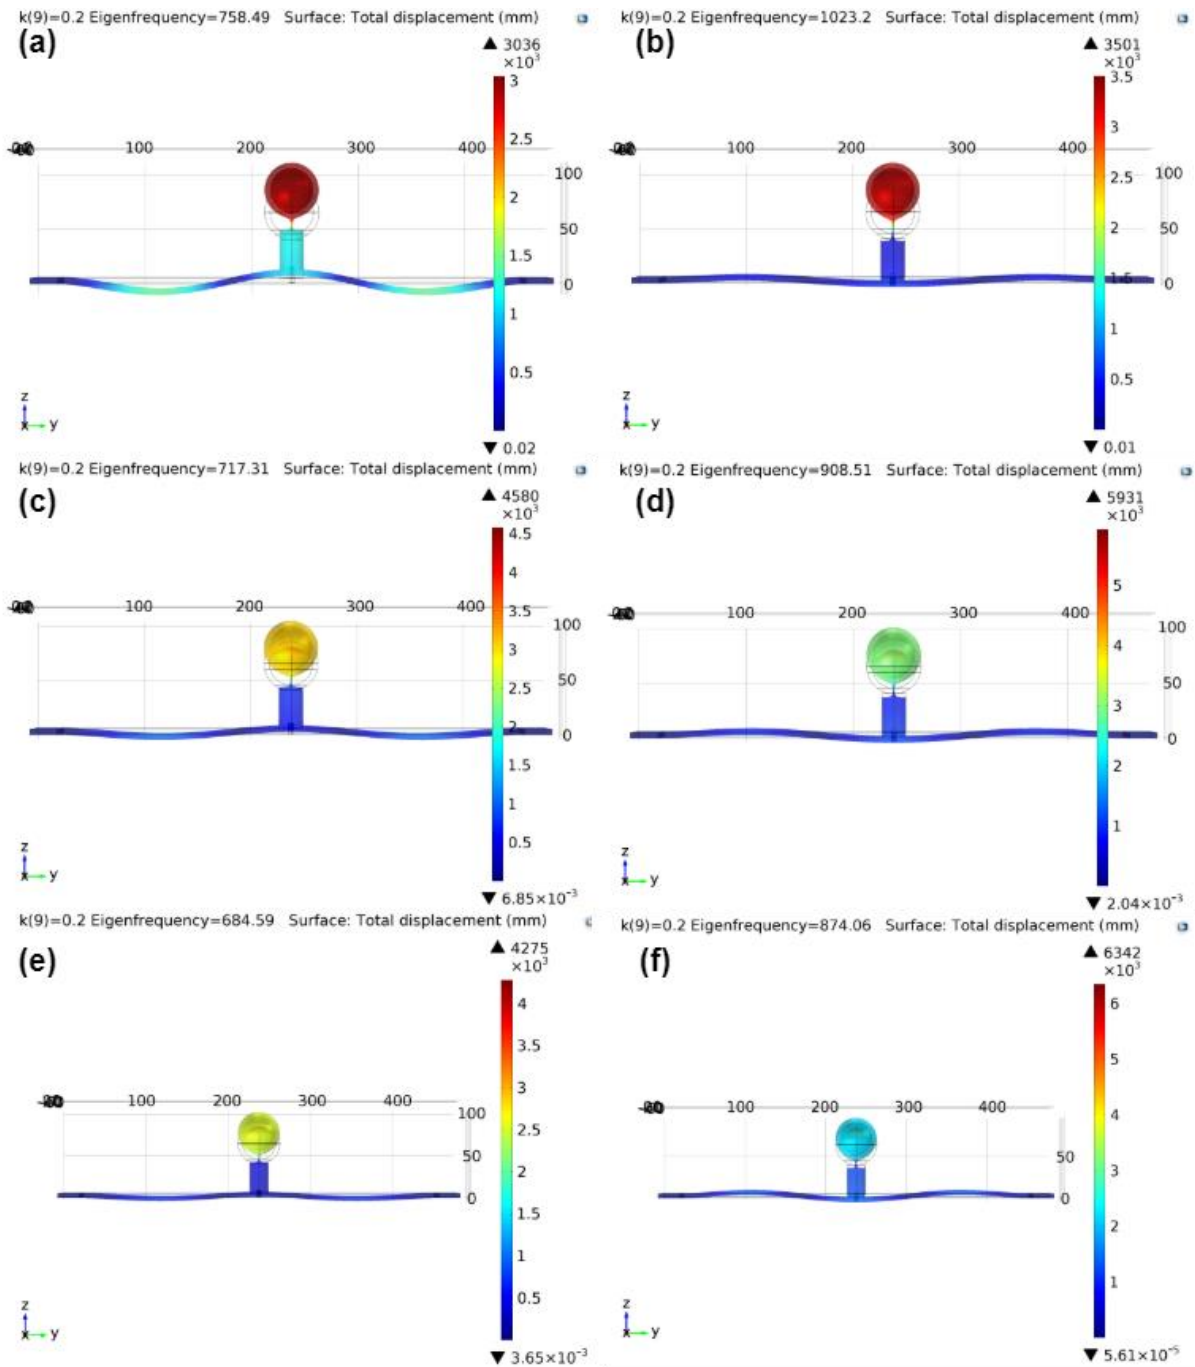 k(9)=0.2 Eigenfrequency=758.49 Surface: Total displacement (mm)
(a)
▲ 3036
×10³
3
2.5
2
1.5
1
0.5
▼ 0.02
100 200 300 400
100
50
0
z
x y
k(9)=0.2 Eigenfrequency=1023.2 Surface: Total displacement (mm)
(b)
▲ 3501
×10³
3.5
3
2.5
2
1.5
1
0.5
▼ 0.01
100 200 300 400
100
50
0
z
x y
k(9)=0.2 Eigenfrequency=717.31 Surface: Total displacement (mm)
(c)
▲ 4580
×10³
4.5
4
3.5
3
2.5
2
1.5
1
0.5
▼ 6.85×10⁻³
100 200 300 400
100
50
0
z
x y
k(9)=0.2 Eigenfrequency=908.51 Surface: Total displacement (mm)
(d)
▲ 5931
×10³
5
4
3
2
1
▼ 2.04×10⁻³
100 200 300 400
100
50
0
z
x y
k(9)=0.2 Eigenfrequency=684.59 Surface: Total displacement (mm)
(e)
▲ 4275
×10³
4
3.5
3
2.5
2
1.5
1
0.5
▼ 3.65×10⁻³
100 200 300 400
100
50
0
z
x y
k(9)=0.2 Eigenfrequency=874.06 Surface: Total displacement (mm)
(f)
▲ 6342
×10³
6
5
4
3
2
1
▼ 5.61×10⁻⁵
100 200 300 400
50
0
z
x y